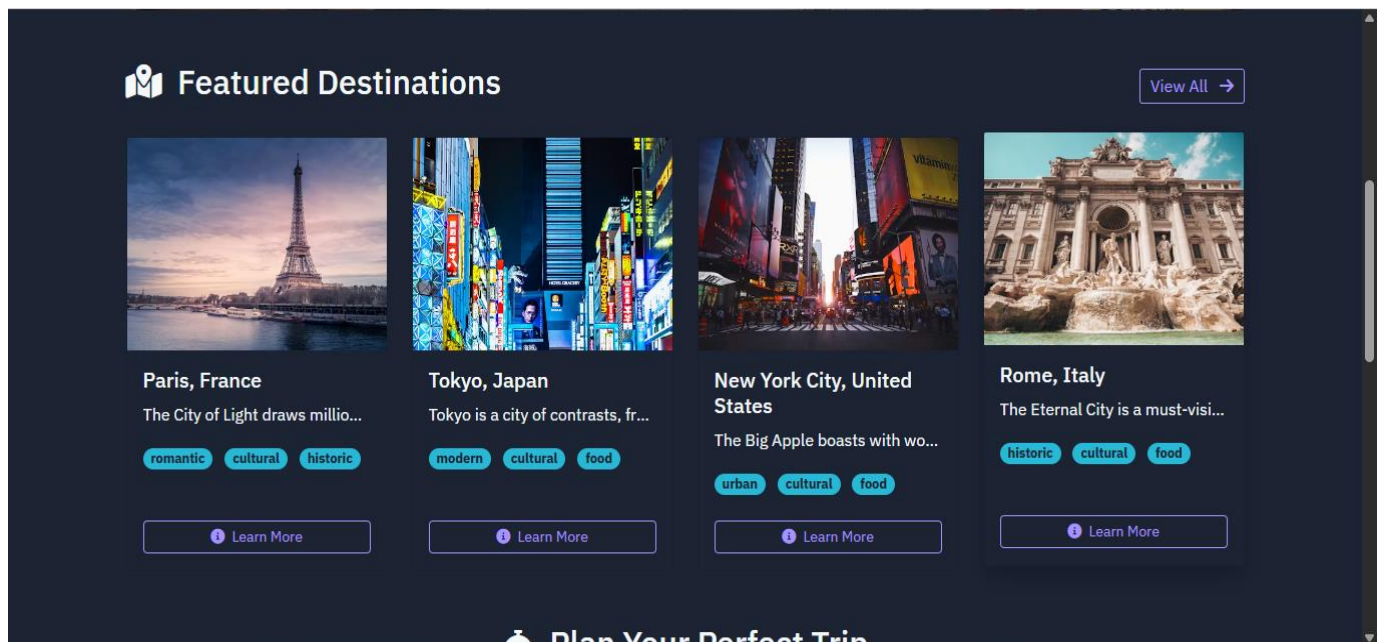 Featured Destinations
View All
vitamin
HOTEL GRACERY
Paris, France
The City of Light draws millio...
romantic cultural historic
Learn More
Tokyo, Japan
Tokyo is a city of contrasts, fr...
modern cultural food
Learn More
New York City, United
States
The Big Apple boasts with wo...
urban cultural food
Learn More
Rome, Italy
The Eternal City is a must-visi...
historic cultural food
Learn More
Plan Your Perfect Trip